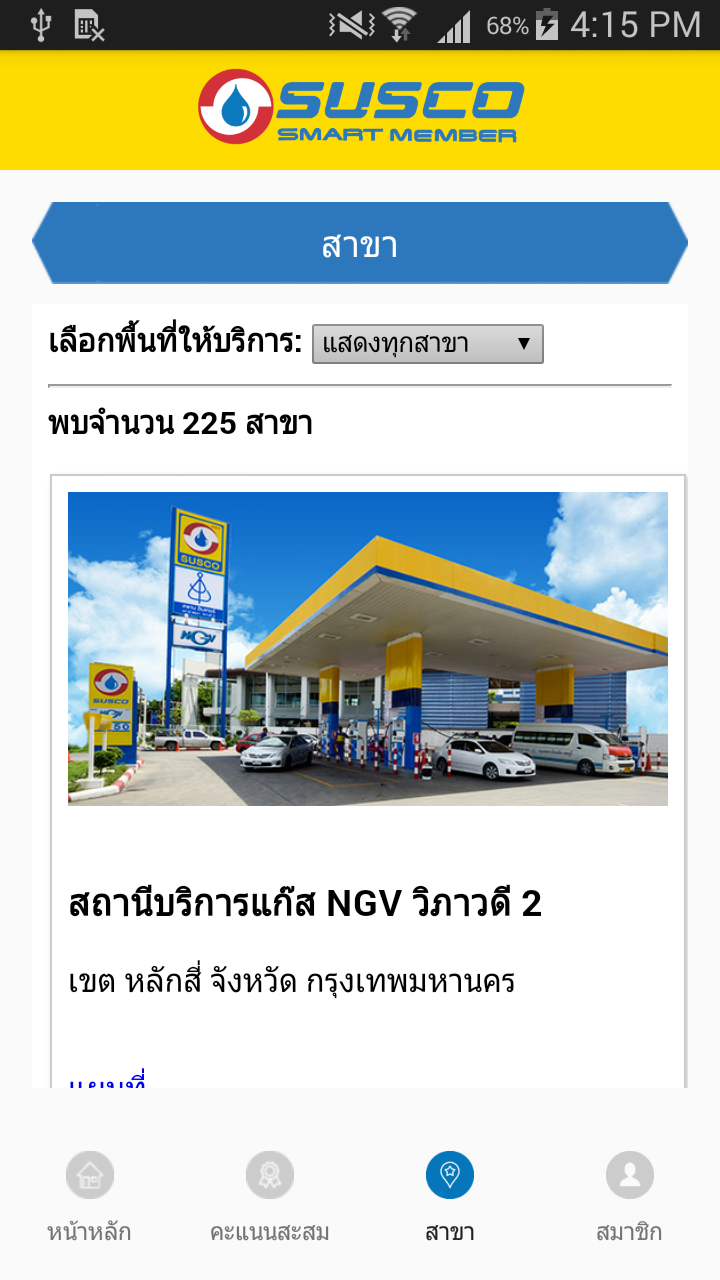 68% 4:15 PM
SUSCO
SMART MEMBER
สาขา
เลือกพื้นที่ให้บริการ: แสดงทุกสาขา ▼
พบจำนวน 225 สาขา
SUSCO
NGV
SUSCO
NGV
50
สถานีบริการแก๊ส NGV วิภาวดี 2
เขต หลักสี่ จังหวัด กรุงเทพมหานคร
แผนที่
หน้าหลัก คะแนนสะสม สาขา สมาชิก